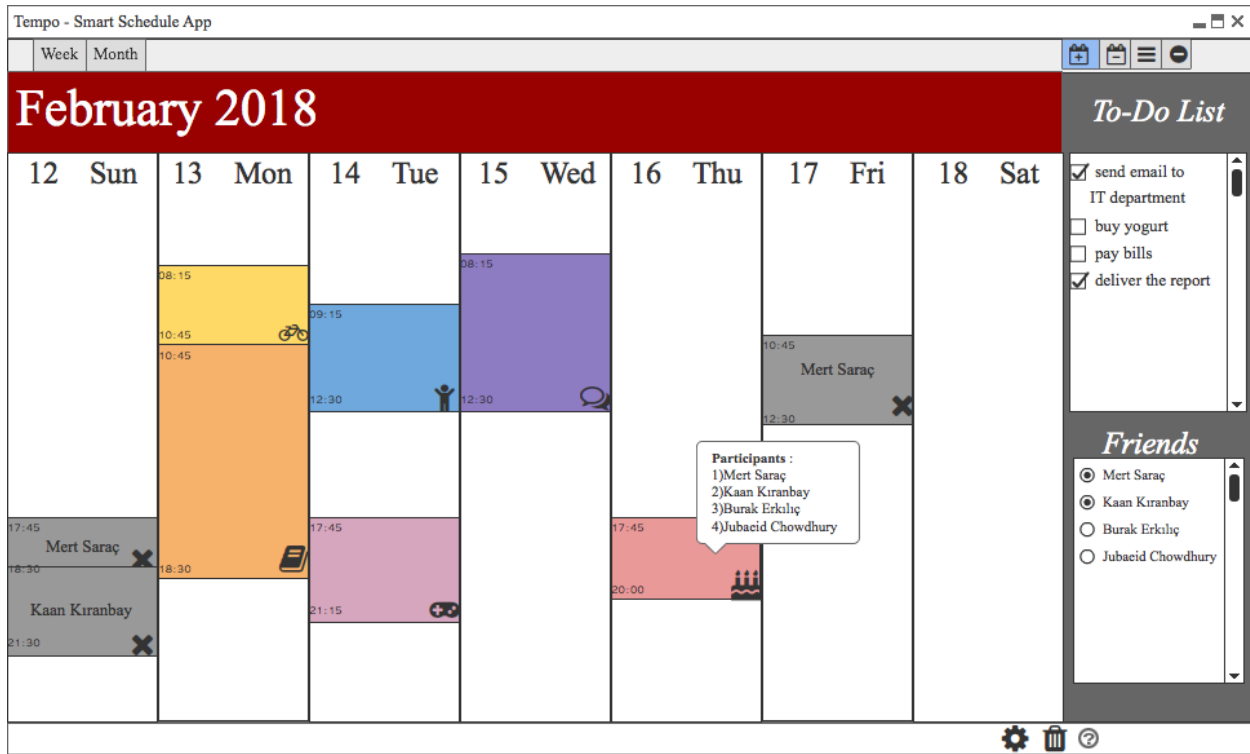 Tempo - Smart Schedule App
Week Month
February 2018
12 Sun 13 Mon 14 Tue 15 Wed 16 Thu 17 Fri 18 Sat
17:45
Mert Saraç
18:30
Kaan Kıranbay
21:30
08:15
10:45
10:45
18:30
09:15
12:30
17:45
21:15
08:15
12:30
Participants :
1)Mert Saraç
2)Kaan Kıranbay
3)Burak Erkılıç
4)Jubaeid Chowdhury
17:45
20:00
10:45
Mert Saraç
12:30
To-Do List
send email to
IT department
buy yogurt
pay bills
deliver the report
Friends
Mert Saraç
Kaan Kıranbay
Burak Erkılıç
Jubaeid Chowdhury